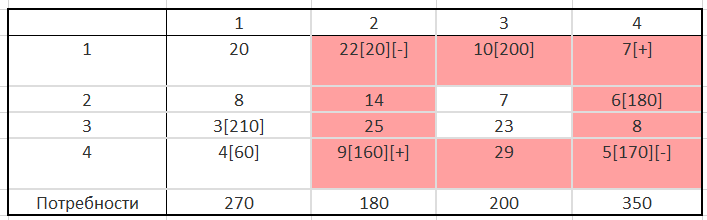 1 2 3 4
1 20 22[20][-] 10[200] 7[+]
2 8 14 7 6[180]
3 3[210] 25 23 8
4 4[60] 9[160][+] 29 5[170][-]
Потребности 270 180 200 350